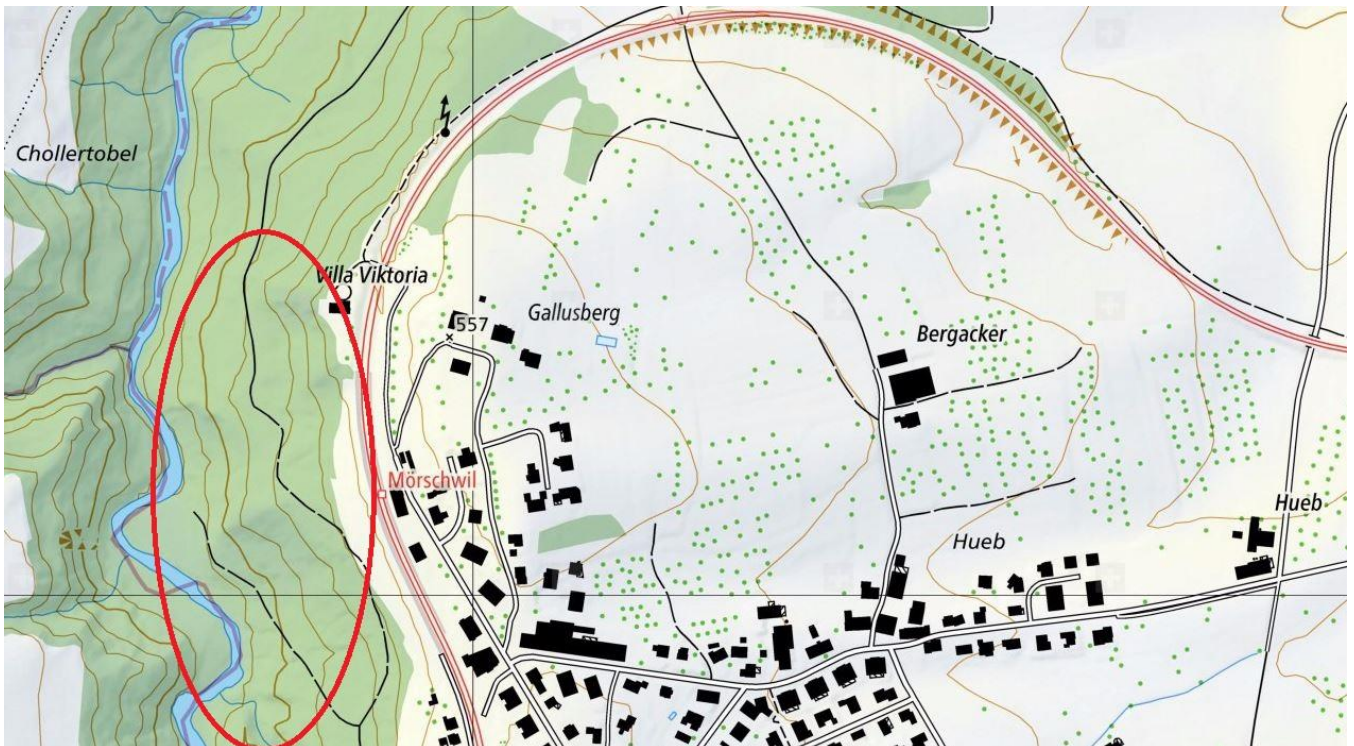 Chollertobel
Villa Viktoria
557
Gallusberg
Bergacker
Mörschwil
Hueb
Hueb